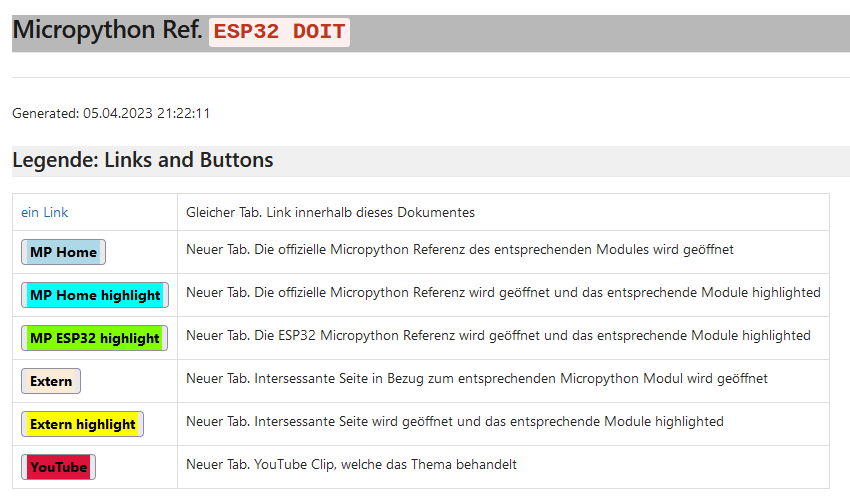 Micropython Ref. ESP32 DOIT
Generated: 05.04.2023 21:22:11
Legende: Links and Buttons
ein Link Gleicher Tab. Link innerhalb dieses Dokumentes
MP Home Neuer Tab. Die offizielle Micropython Referenz des entsprechenden Modules wird geöffnet
MP Home highlight Neuer Tab. Die offizielle Micropython Referenz wird geöffnet und das entsprechende Module highlighted
MP ESP32 highlight Neuer Tab. Die ESP32 Micropython Referenz wird geöffnet und das entsprechende Module highlighted
Extern Neuer Tab. Intersessante Seite in Bezug zum entsprechenden Micropython Modul wird geöffnet
Extern highlight Neuer Tab. Intersessante Seite wird geöffnet und das entsprechende Module highlighted
YouTube Neuer Tab. YouTube Clip, welche das Thema behandelt